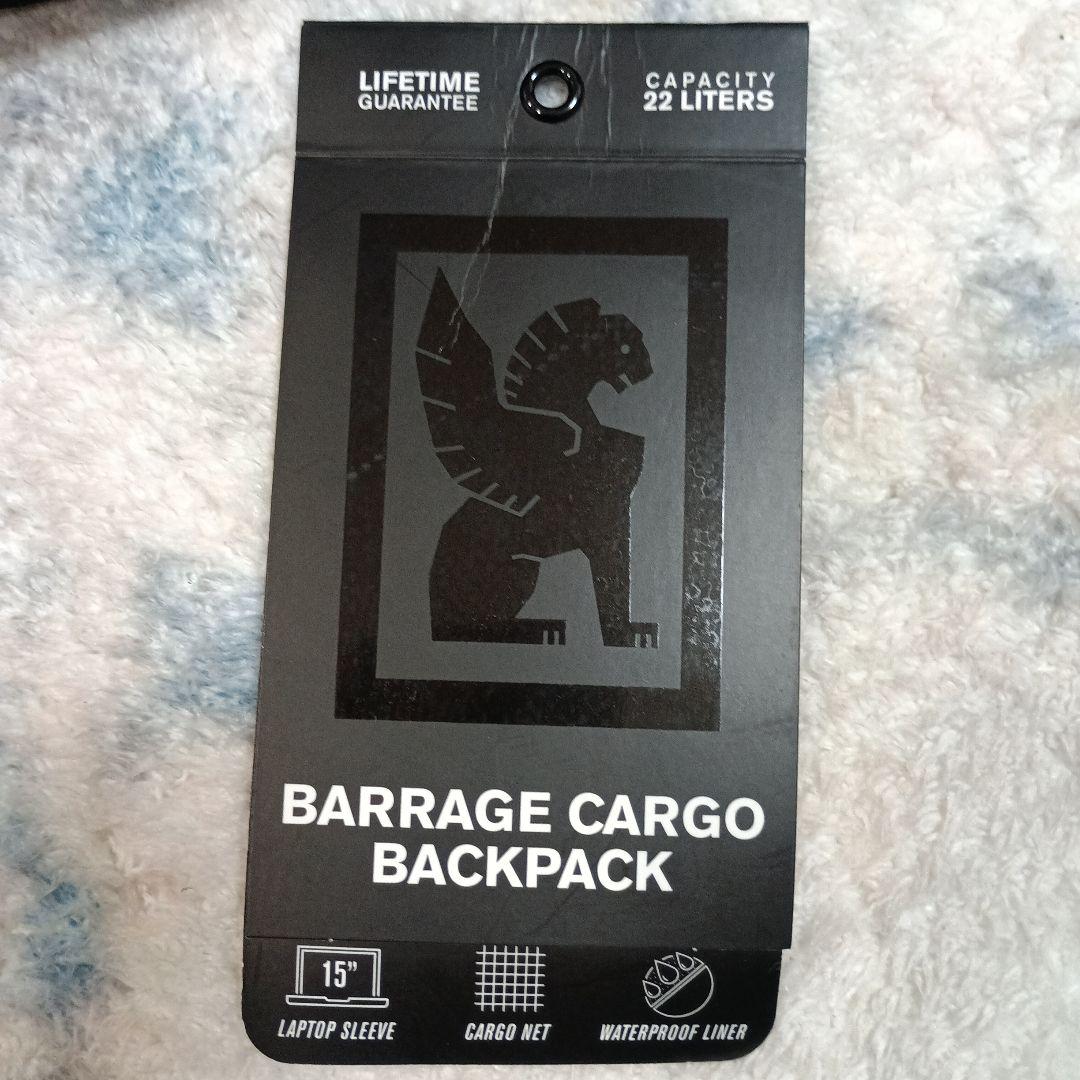 LIFETIME
GUARANTEE
CAPACITY
22 LITERS
BARRAGE CARGO
BACKPACK
15”
LAPTOP SLEEVE
CARGO NET
WATERPROOF LINER